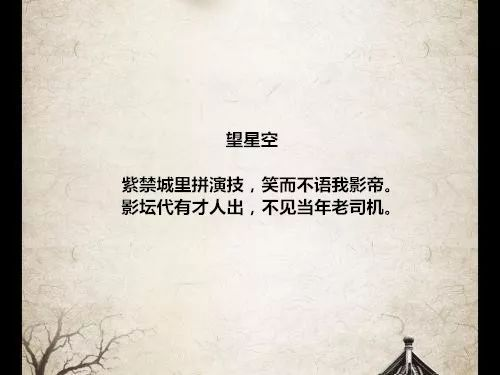 望星空
紫禁城里拼演技，笑而不语我影帝。
影坛代有才人出，不见当年老司机。